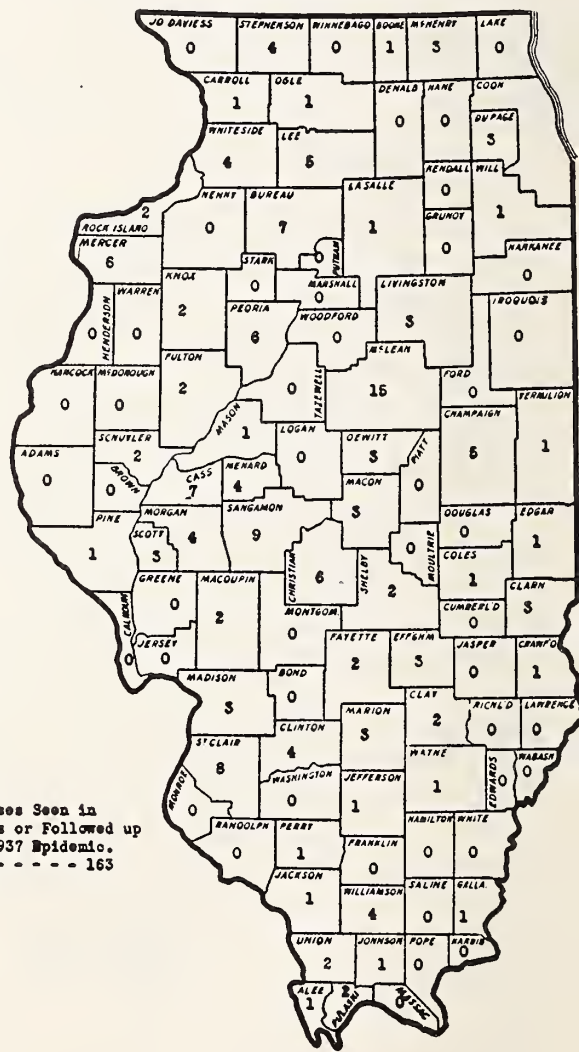 JO DAVIESS STEPHENSON WINNEBAGO BOONE McHENRY LAKE
0 4 0 1 3 0
CARROLL OGLE DEKALB KANE COOK
1 1 0 0
DUPAGE
3
WHITESIDE LEE
4 5
KENDALL WILL
0 1
ROCK ISLAND HENRY BUREAU LASALLE GRUNDY
2 0 7 1 0
MERCER STARK PUTNAM KANKAKEE
6 0 0 0
MARSHALL
0
HENDERSON WARREN KNOX PEORIA WOODFORD LIVINGSTON IROQUOIS
0 0 2 6 0 3 0
HANCOCK McDONOUGH FULTON TAZEWELL McLEAN FORD
0 0 2 0 15 0
VERMILION
1
ADAMS SCHUYLER MASON LOGAN DEWITT PIATT CHAMPAIGN
0 2 1 0 3 0 5
BROWN CASS MENARD MACON
0 7 4 3
PIKE MORGAN SANGAMON DOUGLAS EDGAR
1 4 9 0 1
SCOTT CHRISTIAN SHELBY MOULTRIE COLES
3 6 2 0 1
CLARK
3
CALHOUN GREENE MACOUPIN MONTGOM. CUMBERL'D
0 0 2 0 0
JERSEY FAYETTE EFFGHM JASPER CRAWF'D
0 2 3 0 1
MADISON BOND CLAY RICHL'D LAWRENCE
3 0 2 0 0
ST CLAIR CLINTON MARION WAYNE EDWARDS WABASH
8 4 3 1 0 0
MONROE WASHINGTON JEFFERSON
0 0 1
RANDOLPH PERRY FRANKLIN HAMILTON WHITE
0 1 0 0 0
JACKSON WILLIAMSON SALINE GALLA.
1 4 0 1
UNION JOHNSON POPE HARDIN
2 1 0 0
PULASKI MASSAC
2 0
1
ses Seen in
s or Followed up
937 Epidemic.
- - - - - 163